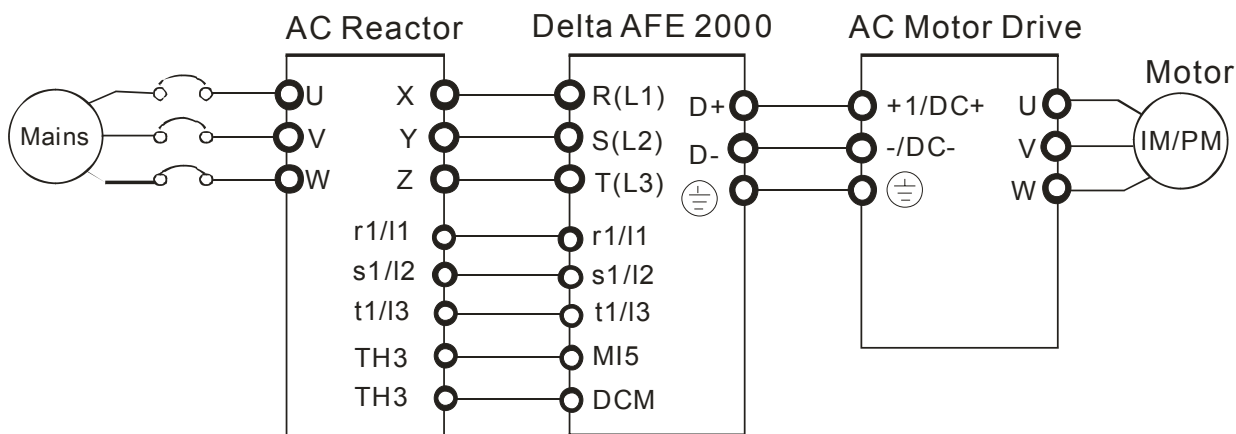 AC Reactor
Delta AFE 2000
AC Motor Drive
Motor
Mains
U
V
W
X
Y
Z
r1/l1
s1/l2
t1/l3
TH3
TH3
R(L1)
S(L2)
T(L3)
r1/l1
s1/l2
t1/l3
MI5
DCM
D+
D-
+1/DC+
-/DC-
U
V
W
IM/PM